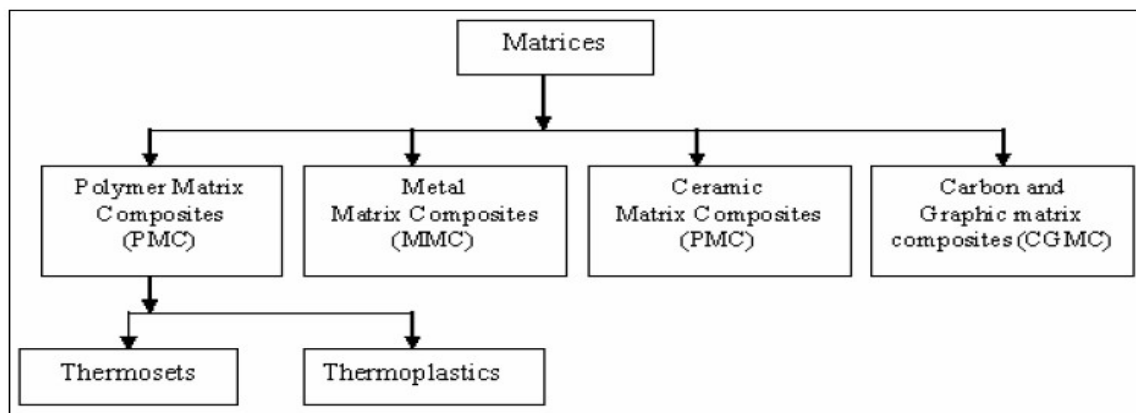 Matrices
Polymer Matrix
Composites
(PMC)
Metal
Matrix Composites
(MMC)
Ceramic
Matrix Composites
(PMC)
Carbon and
Graphic matrix
composites (CGMC)
Thermosets
Thermoplastics